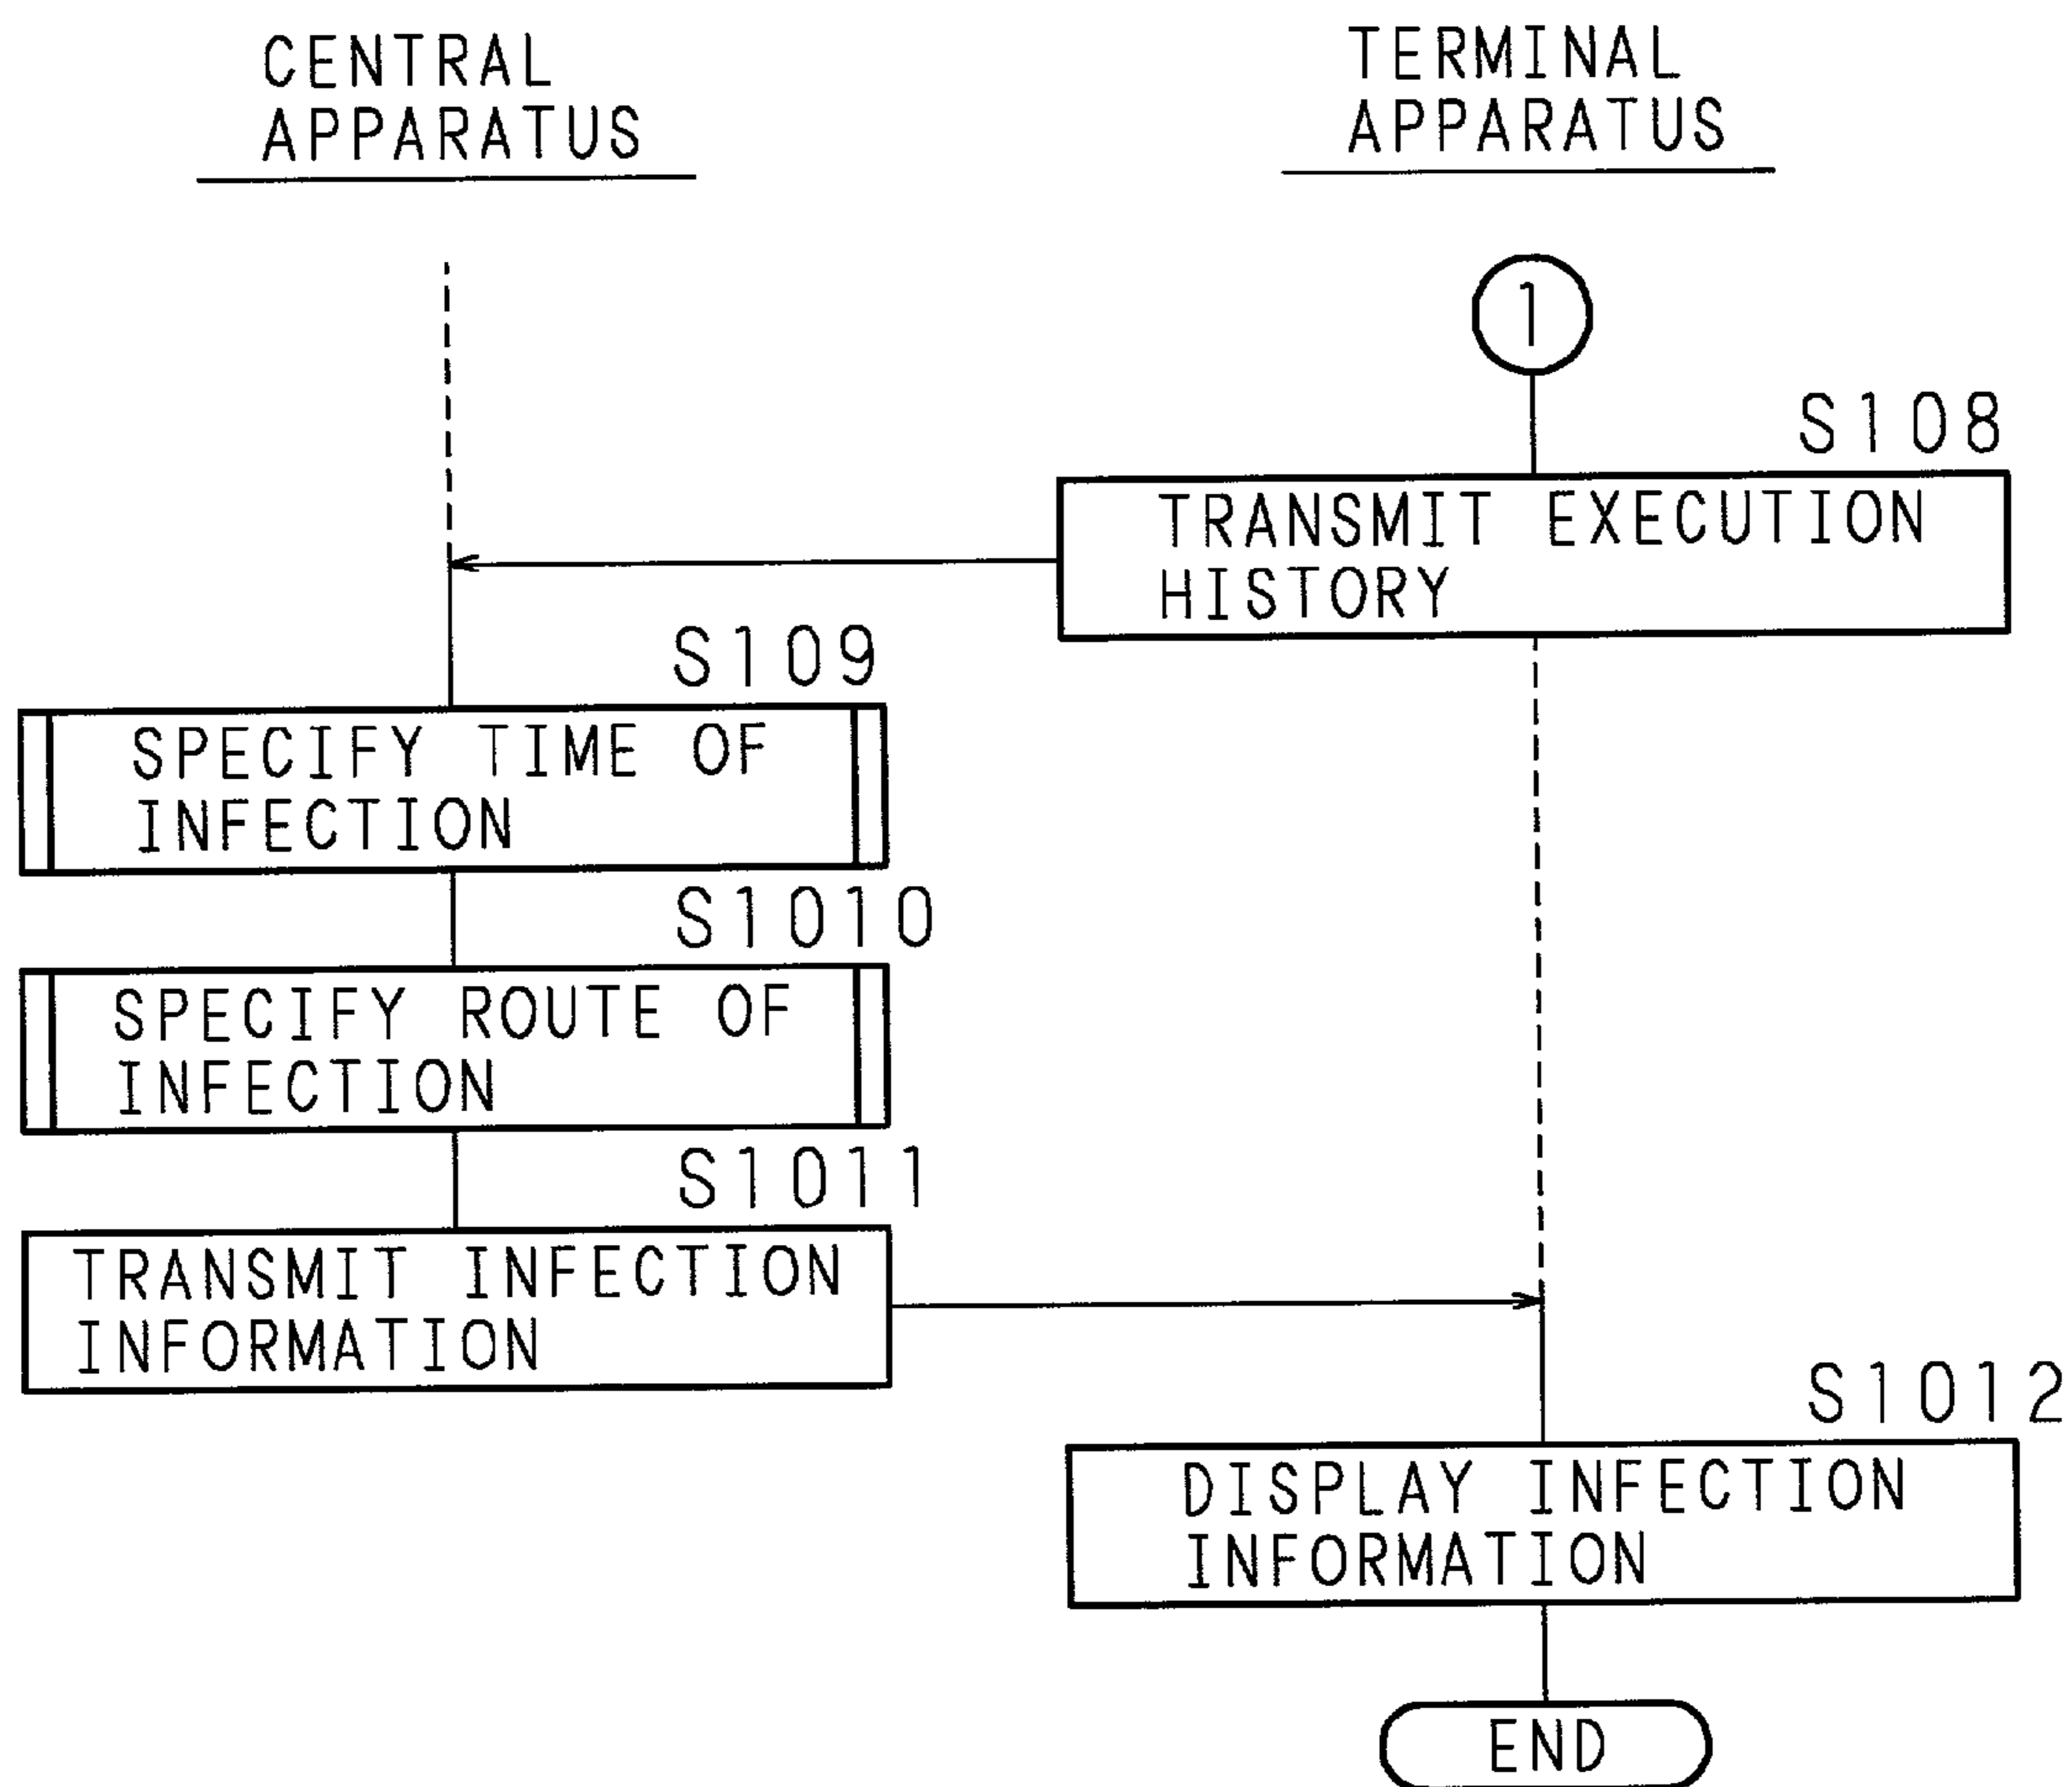 CENTRAL
APPARATUS
TERMINAL
APPARATUS
1
S108
TRANSMIT EXECUTION
HISTORY
S109
SPECIFY TIME OF
INFECTION
S1010
SPECIFY ROUTE OF
INFECTION
S1011
TRANSMIT INFECTION
INFORMATION
S1012
DISPLAY INFECTION
INFORMATION
END